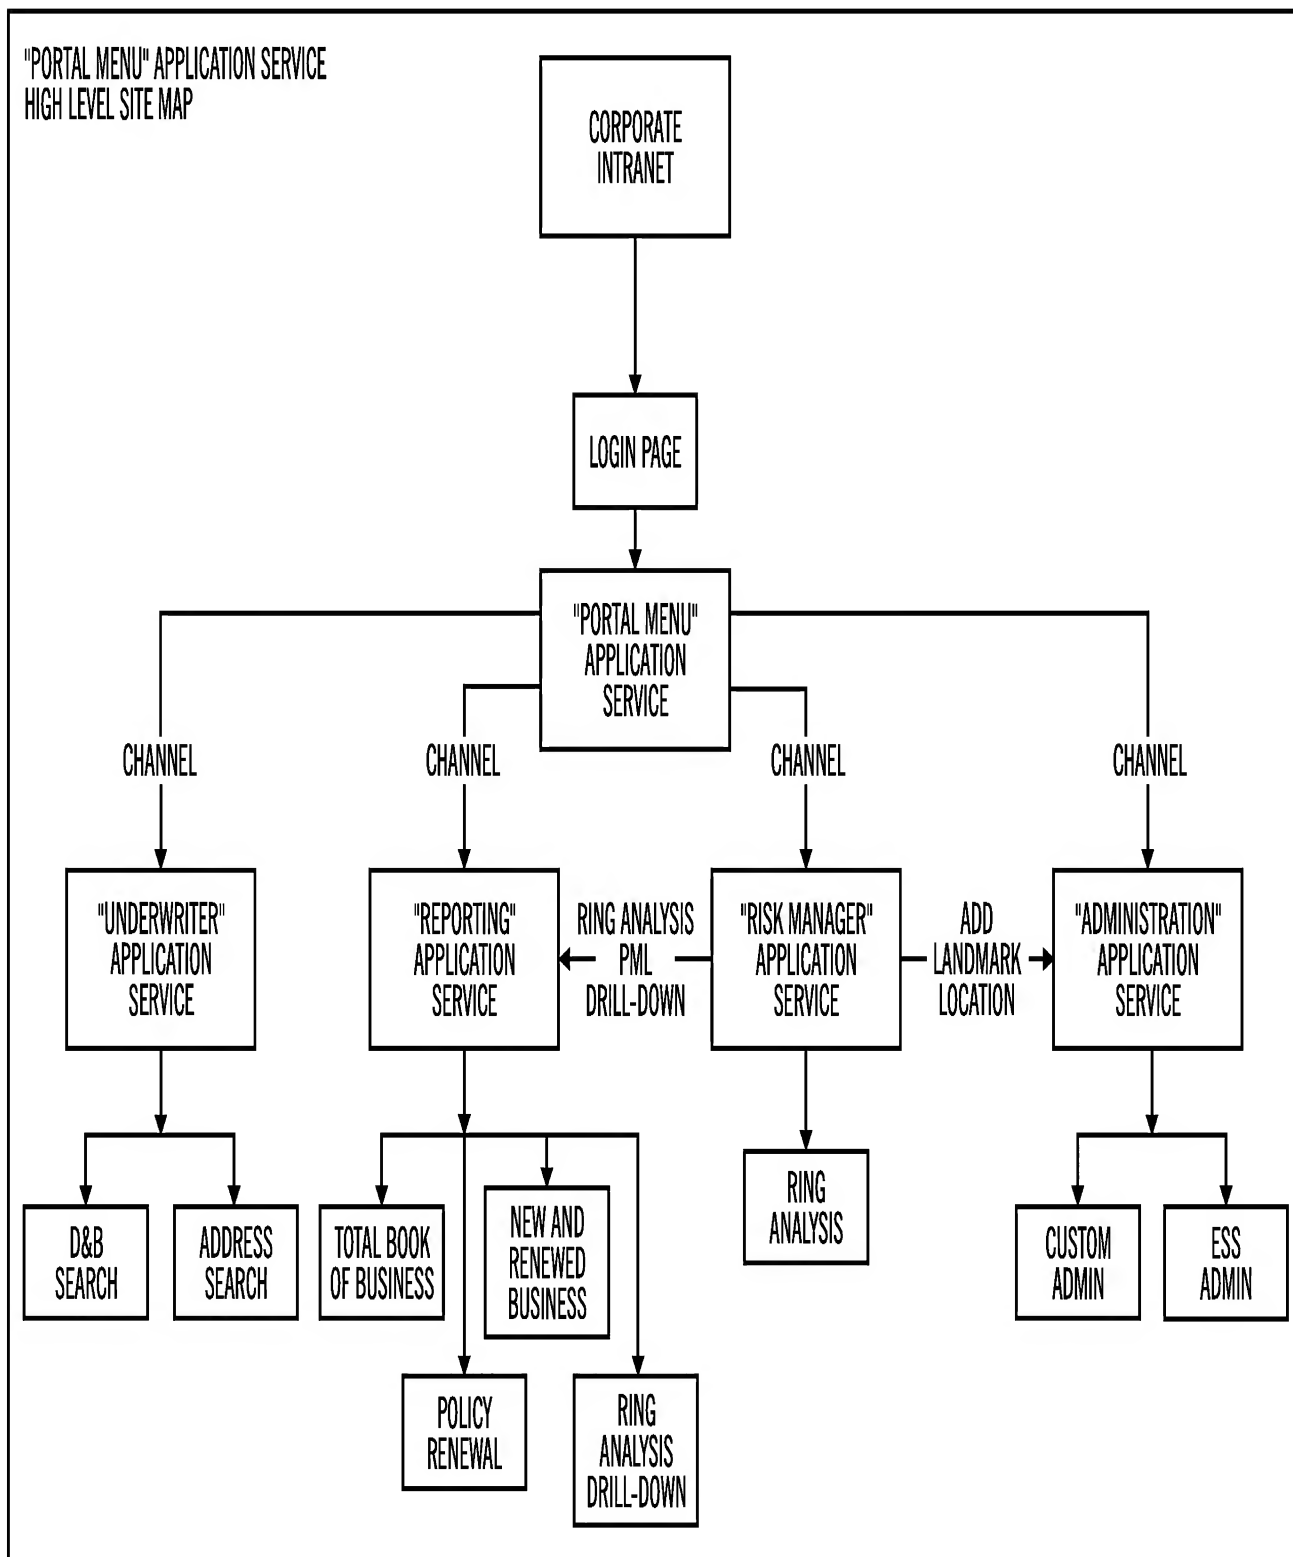 "PORTAL MENU" APPLICATION SERVICE
HIGH LEVEL SITE MAP
CORPORATE
INTRANET
LOGIN PAGE
"PORTAL MENU"
APPLICATION
SERVICE
CHANNEL
CHANNEL
CHANNEL
CHANNEL
"UNDERWRITER"
APPLICATION
SERVICE
"REPORTING"
APPLICATION
SERVICE
RING ANALYSIS
PML
DRILL-DOWN
"RISK MANAGER"
APPLICATION
SERVICE
ADD
LANDMARK
LOCATION
"ADMINISTRATION"
APPLICATION
SERVICE
D&B
SEARCH
ADDRESS
SEARCH
TOTAL BOOK
OF BUSINESS
NEW AND
RENEWED
BUSINESS
RING
ANALYSIS
CUSTOM
ADMIN
ESS
ADMIN
POLICY
RENEWAL
RING
ANALYSIS
DRILL-DOWN